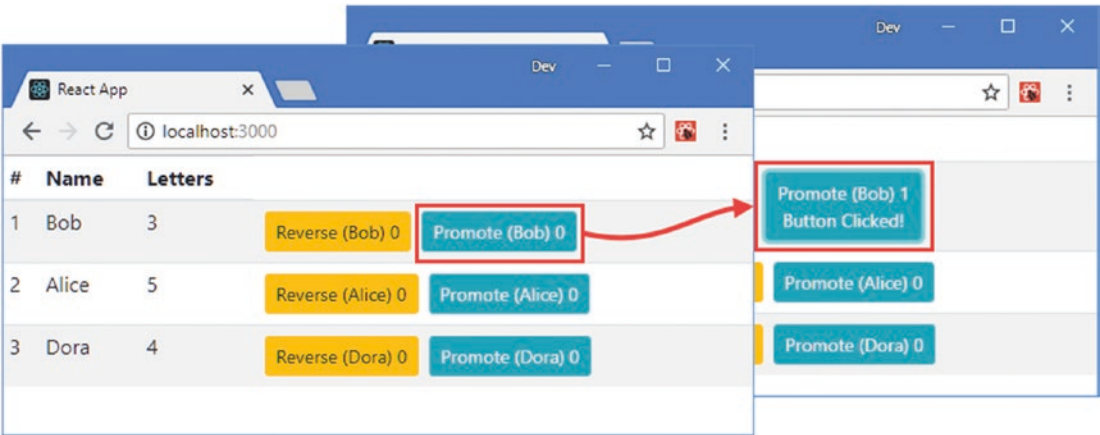 Dev
Dev
React App
localhost:3000
# Name Letters
1 Bob 3 Reverse (Bob) 0 Promote (Bob) 0
2 Alice 5 Reverse (Alice) 0 Promote (Alice) 0
3 Dora 4 Reverse (Dora) 0 Promote (Dora) 0
Promote (Bob) 1
Button Clicked!
Promote (Alice) 0
Promote (Dora) 0